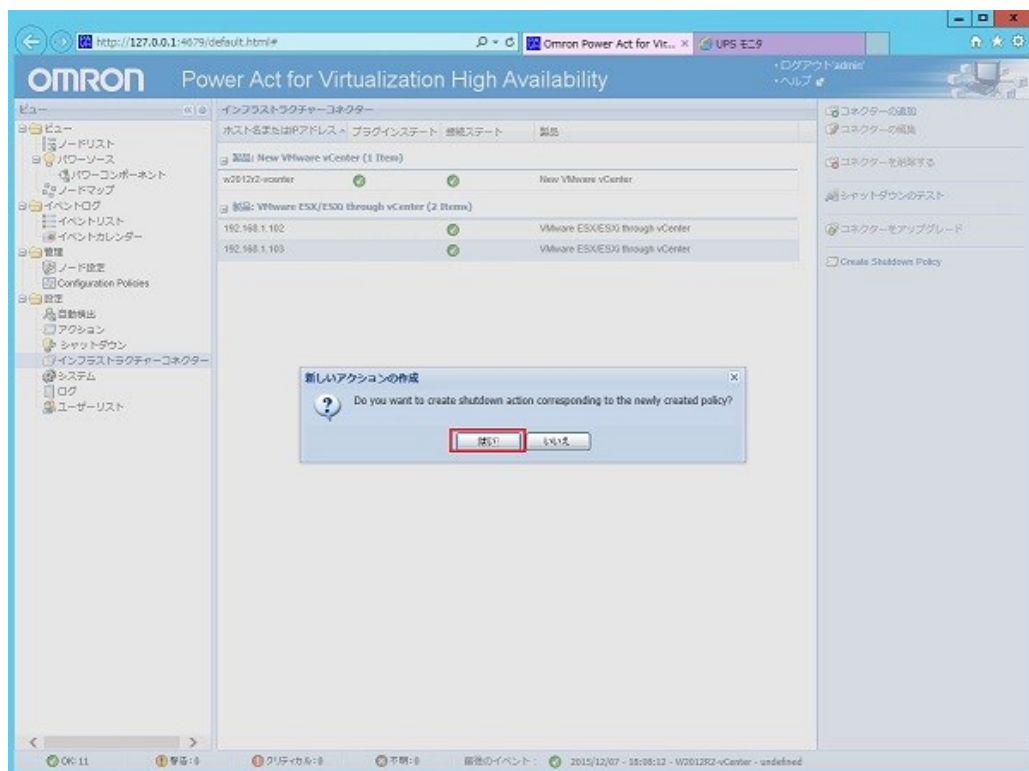 http://127.0.0.1:4679/default.html#
Omron Power Act for Vir...
UPS モニタ
OMRON
Power Act for Virtualization High Availability
・ログアウト'admin'
・ヘルプ
ビュー
ビュー
ノードリスト
パワーソース
パワーコンポーネント
ノードマップ
イベントログ
イベントリスト
イベントカレンダー
管理
ノード設定
Configuration Policies
設定
自動検出
アクション
シャットダウン
インフラストラクチャーコネクター
システム
ログ
ユーザーリスト
インフラストラクチャーコネクター
ホスト名またはIPアドレス プラグインステート 接続ステート 製品
製品: New VMware vCenter (1 Item)
w2012r2-vcenter New VMware vCenter
製品: VMware ESX/ESXi through vCenter (2 Items)
192.168.1.102 VMware ESX/ESXi through vCenter
192.168.1.103 VMware ESX/ESXi through vCenter
新しいアクションの作成
Do you want to create shutdown action corresponding to the newly created policy?
はい いいえ
コネクターの追加
コネクターの編集
コネクターを削除する
シャットダウンのテスト
コネクターをアップグレード
Create Shutdown Policy
OK: 11 警告: 0 クリティカル: 0 不明: 0 最後のイベント: 2015/12/07 - 18:08:12 - W2012R2-vCenter - undefined